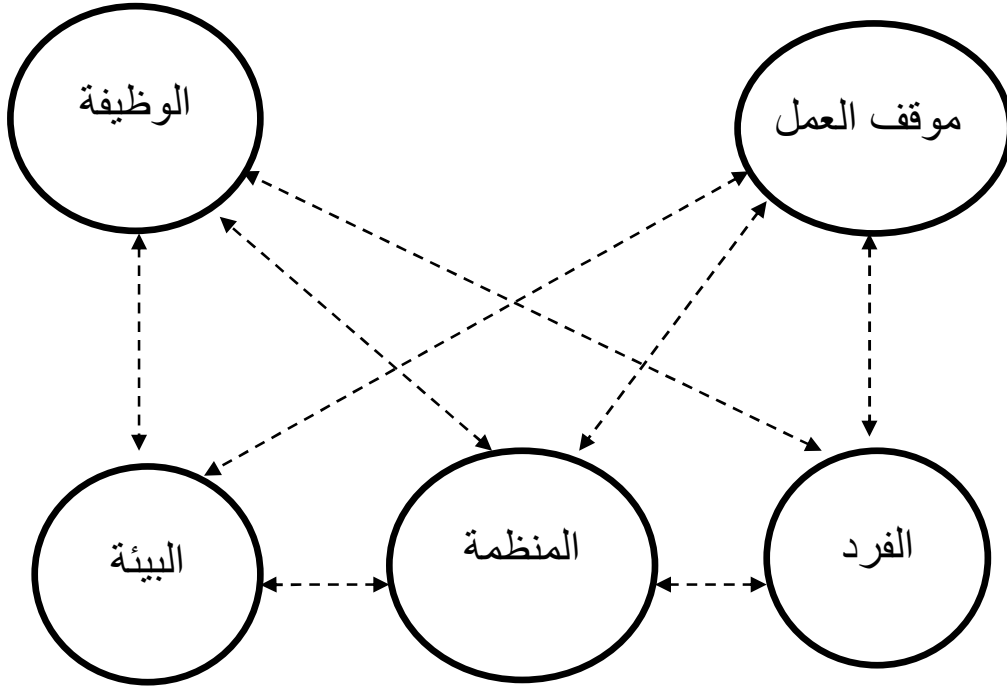 موقف العمل
الوظيفة
الفرد
المنظمة
البيئة